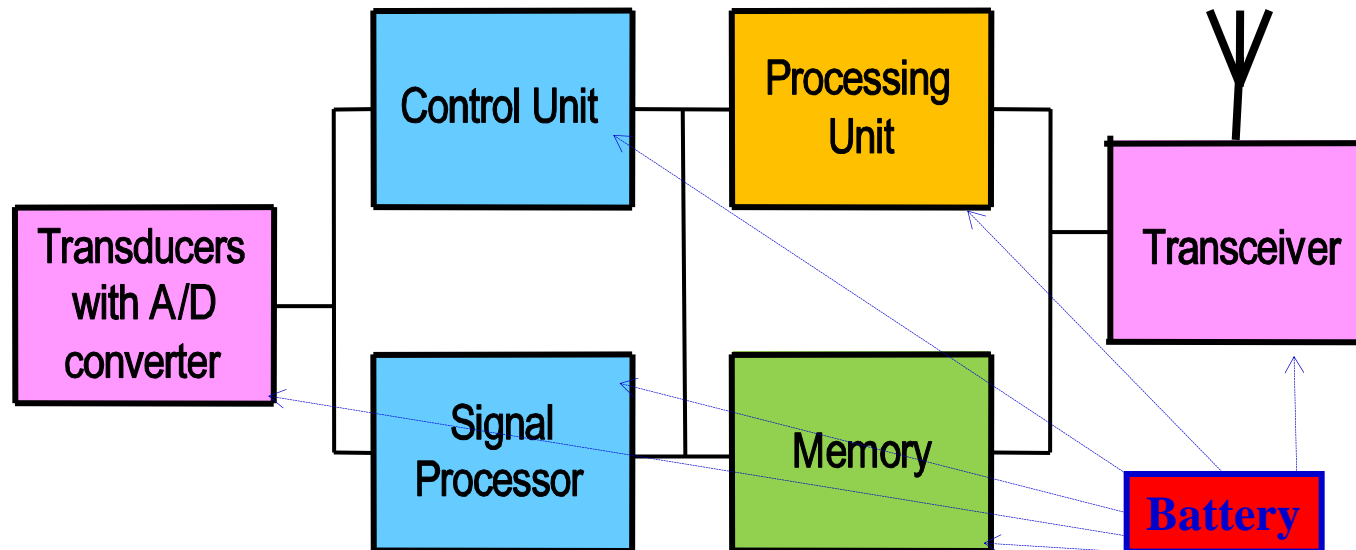 Control Unit
Processing
Unit
Transducers
with A/D
converter
Transceiver
Signal
Processor
Memory
Battery